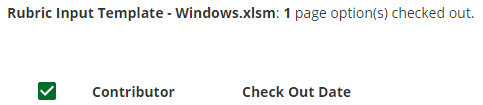 Rubric Input Template - Windows.xlsm: 1 page option(s) checked out.
Contributor Check Out Date